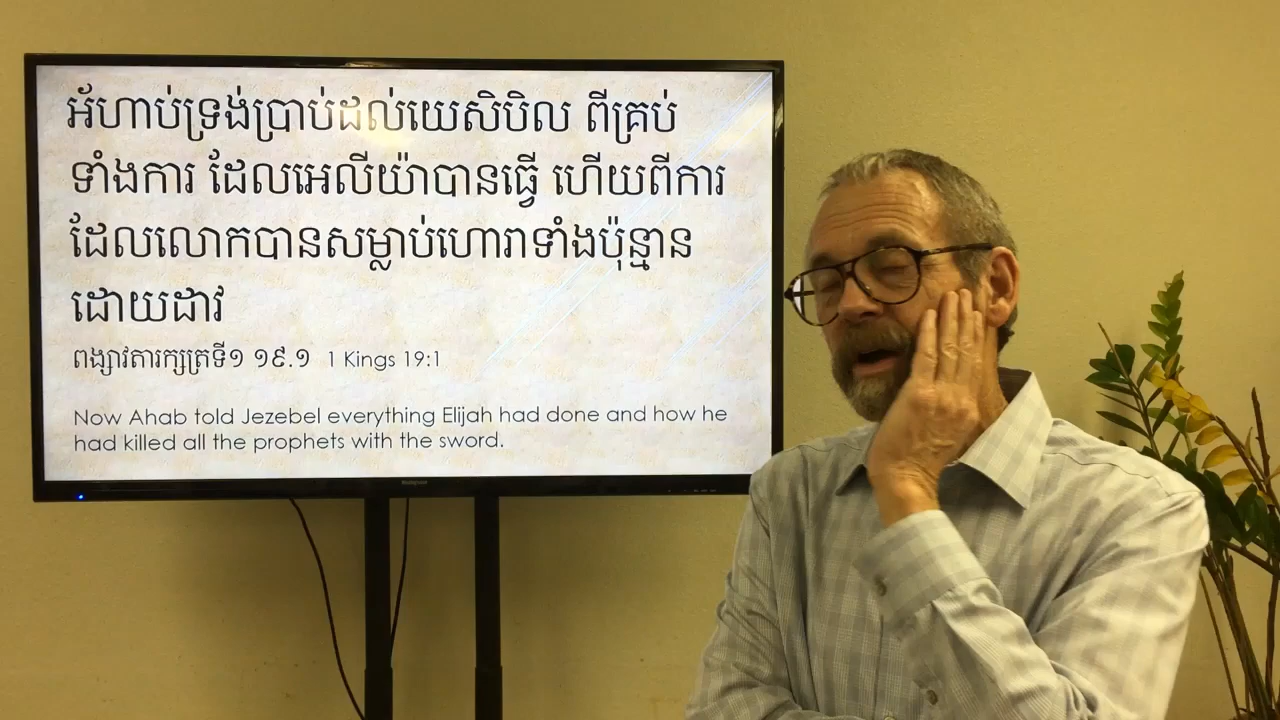 អ័ហាប់ទ្រង់ប្រាប់ដល់យេសិបិល ពីគ្រប់
ទាំងការ ដែលអេលីយ៉ាបានធ្វើ ហើយពីការ
ដែលលោកបានសម្លាប់ហោរាទាំងប៉ុន្មាន
ដោយដាវ
ពង្សាវតារក្សត្រទី១ ១៩.១ 1 Kings 19:1
Now Ahab told Jezebel everything Elijah had done and how he
had killed all the prophets with the sword.